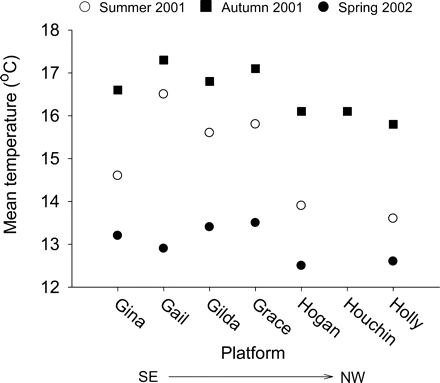 Summer 2001 Autumn 2001 Spring 2002
Mean temperature (°C)
18
17
16
15
14
13
12
Gina Gail Gilda Grace Hogan Houchin Holly
Platform
SE NW